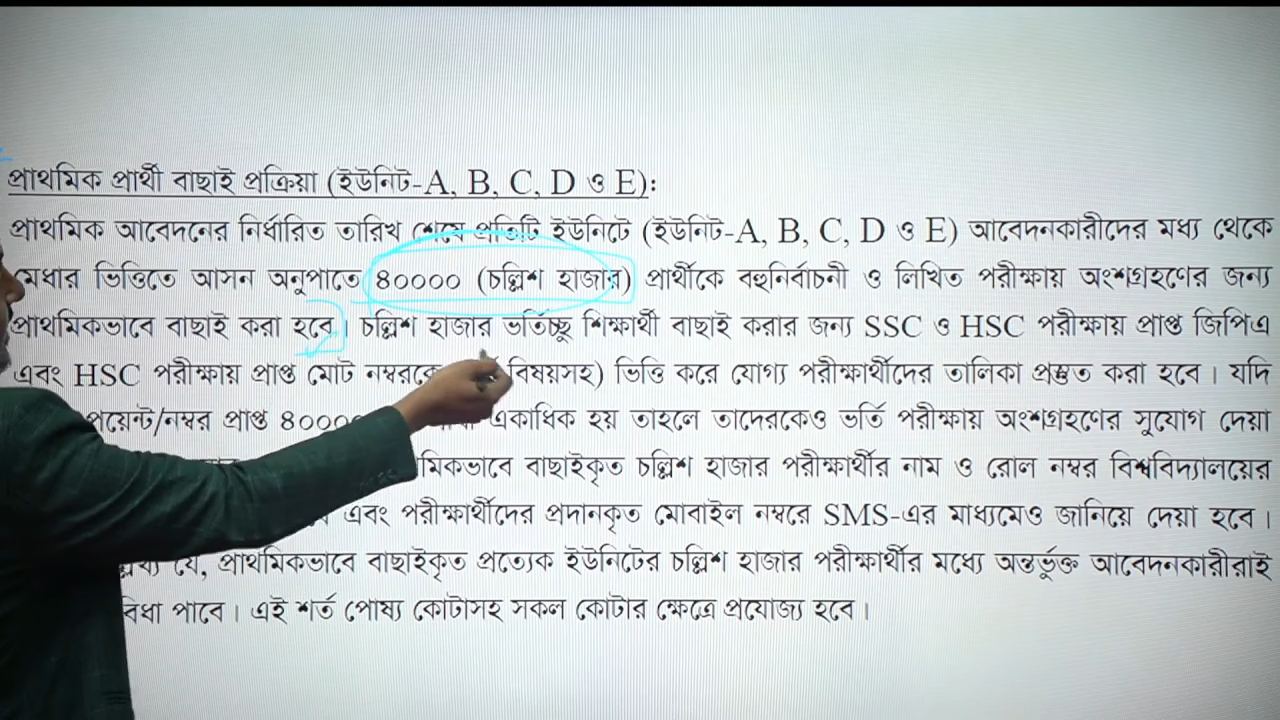 প্রাথমিক প্রার্থী বাছাই প্রক্রিয়া (ইউনিট-A, B, C, D ও E):
প্রাথমিক আবেদনের নির্ধারিত তারিখ শেষে প্রতিটি ইউনিটে (ইউনিট-A, B, C, D ও E) আবেদনকারীদের মধ্য থেকে
মেধার ভিত্তিতে আসন অনুপাতে ৪০০০০ (চল্লিশ হাজার) প্রার্থীকে বহুনির্বাচনী ও লিখিত পরীক্ষায় অংশগ্রহণের জন্য
প্রাথমিকভাবে বাছাই করা হবে। চল্লিশ হাজার ভর্তিচ্ছু শিক্ষার্থী বাছাই করার জন্য SSC ও HSC পরীক্ষায় প্রাপ্ত জিপিএ
এবং HSC পরীক্ষায় প্রাপ্ত মোট নম্বরকে বিষয়সহ) ভিত্তি করে যোগ্য পরীক্ষার্থীদের তালিকা প্রস্তুত করা হবে। যদি
পয়েন্ট/নম্বর প্রাপ্ত ৪০০০০ একাধিক হয় তাহলে তাদেরকেও ভর্তি পরীক্ষায় অংশগ্রহণের সুযোগ দেয়া
মিকভাবে বাছাইকৃত চল্লিশ হাজার পরীক্ষার্থীর নাম ও রোল নম্বর বিশ্ববিদ্যালয়ের
এবং পরীক্ষার্থীদের প্রদানকৃত মোবাইল নম্বরে SMS-এর মাধ্যমেও জানিয়ে দেয়া হবে।
যে, প্রাথমিকভাবে বাছাইকৃত প্রত্যেক ইউনিটের চল্লিশ হাজার পরীক্ষার্থীর মধ্যে অন্তর্ভুক্ত আবেদনকারীরাই
বিধা পাবে। এই শর্ত পোষ্য কোটাসহ সকল কোটার ক্ষেত্রে প্রযোজ্য হবে।